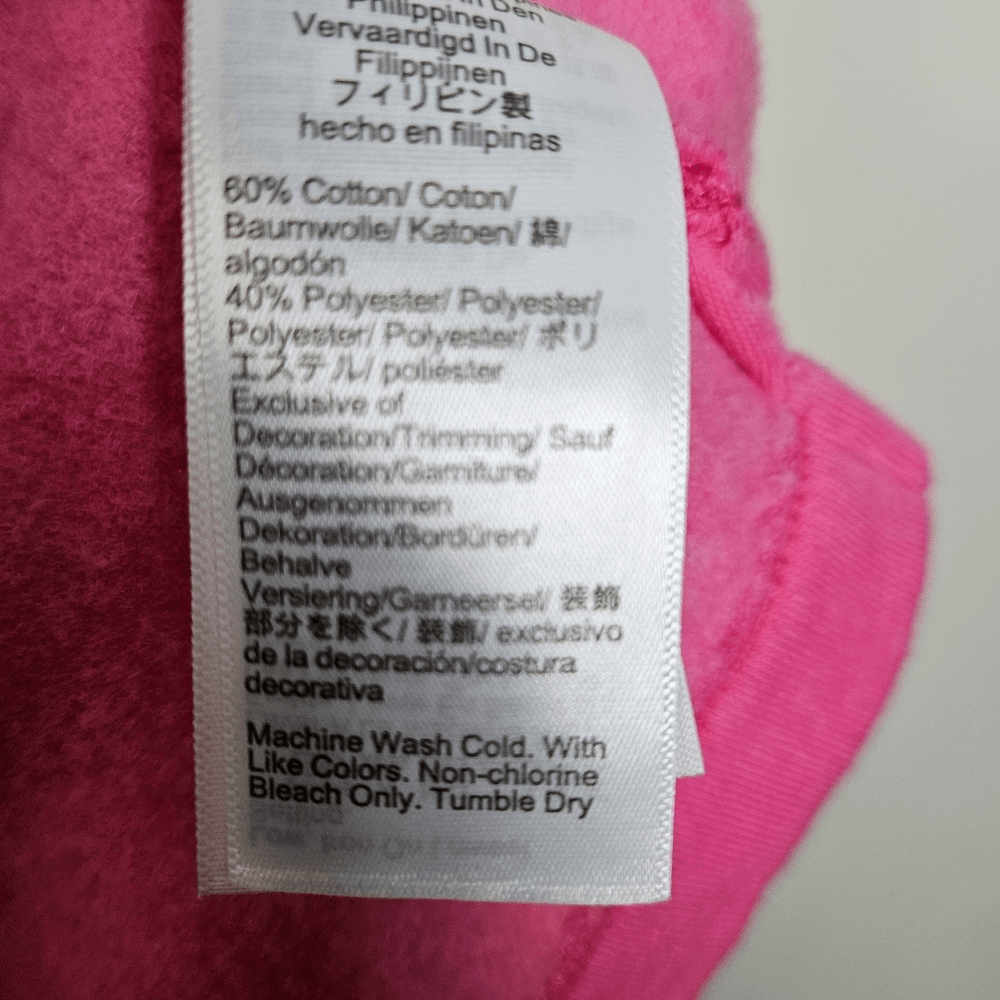 In Den
Philippinen
Vervaardigd In De
Filippijnen
フィリピン製
hecho en filipinas
60% Cotton/ Coton/
Baumwolle/ Katoen/ 綿/
algodón
40% Polyester/ Polyester/
Polyester/ Polyester/ ポリ
エステル/ poliéster
Exclusive of
Decoration/Trimming/ Sauf
Décoration/Garniture/
Ausgenommen
Dekoration/Bordüren/
Behalve
Versiering/Garneersel/ 装飾
部分を除く/ 装飾/ exclusivo
de la decoración/costura
decorativa
Machine Wash Cold. With
Like Colors. Non-chlorine
Bleach Only. Tumble Dry